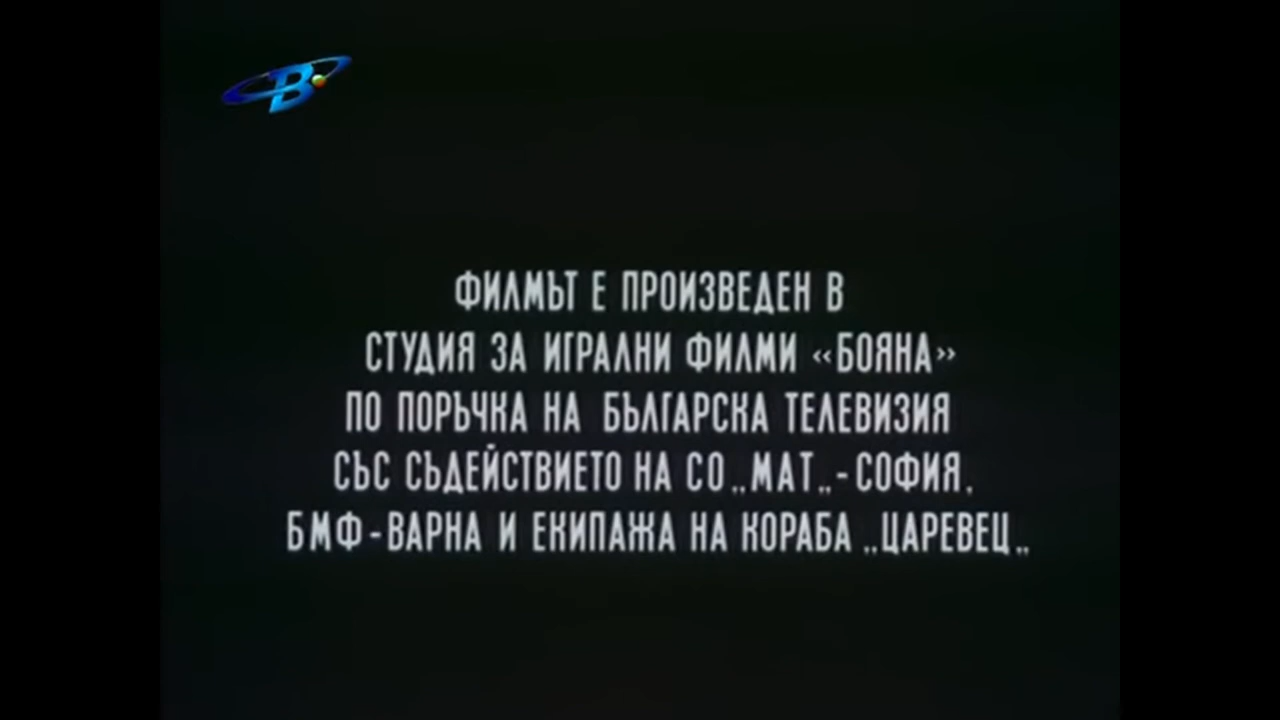 B
ФИЛМЪТ Е ПРОИЗВЕДЕН В
СТУДИЯ ЗА ИГРАЛНИ ФИЛМИ «БОЯНА»
ПО ПОРЪЧКА НА БЪЛГАРСКА ТЕЛЕВИЗИЯ
СЪС СЪДЕЙСТВИЕТО НА СО „МАТ„-СОФИЯ.
БМФ-ВАРНА И ЕКИПАЖА НА КОРАБА „ЦАРЕВЕЦ„